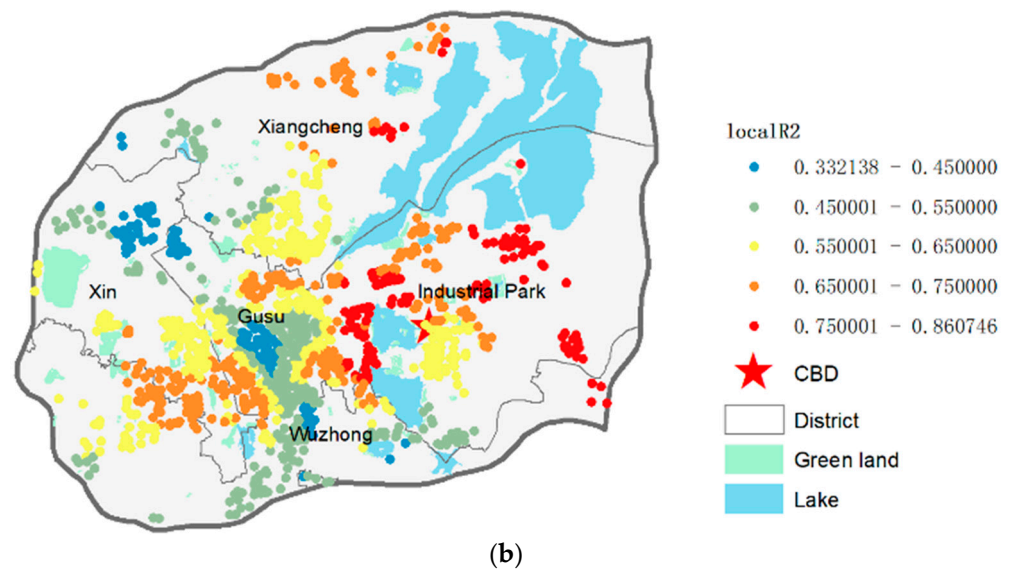 Xiangcheng
Xin
Industrial Park
Gusu
Wuzhong
localR2
0.332138 - 0.450000
0.450001 - 0.550000
0.550001 - 0.650000
0.650001 - 0.750000
0.750001 - 0.860746
CBD
District
Green land
Lake
(b)